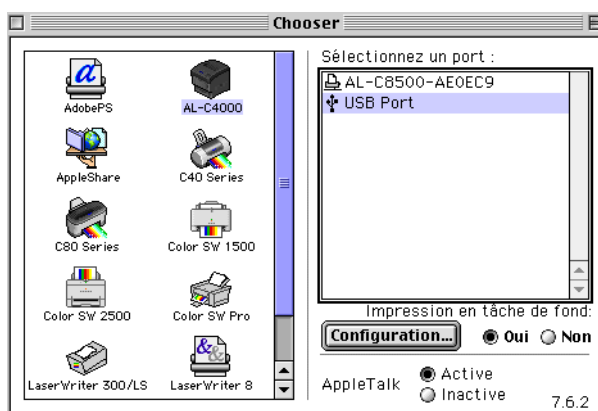 Chooser
AdobePS
AL-C4000
AppleShare
C40 Series
C80 Series
Color SW 1500
Color SW 2500
Color SW Pro
LaserWriter 300/LS
LaserWriter 8
Sélectionnez un port :
AL-C8500-AE0EC9
USB Port
Impression en tâche de fond:
Configuration...
Oui
Non
AppleTalk
Active
Inactive
7.6.2